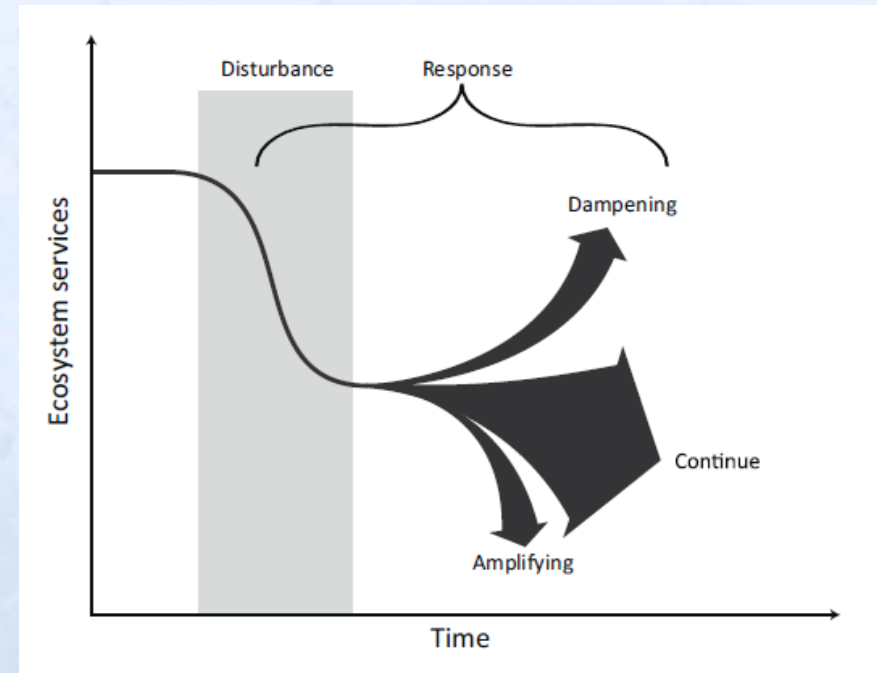 Disturbance
Response
Dampening
Ecosystem services
Continue
Amplifying
Time